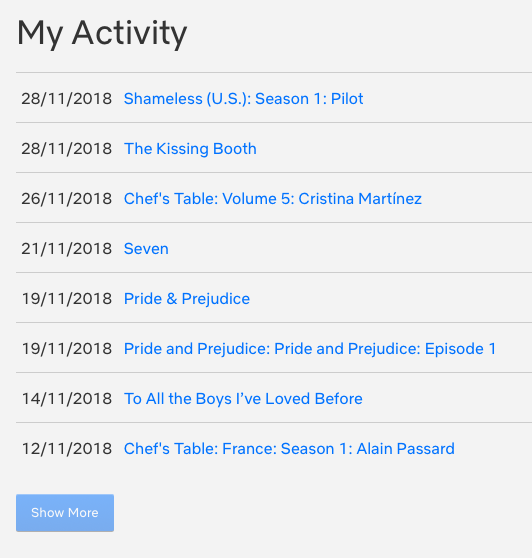 My Activity
28/11/2018 Shameless (U.S.): Season 1: Pilot
28/11/2018 The Kissing Booth
26/11/2018 Chef's Table: Volume 5: Cristina Martínez
21/11/2018 Seven
19/11/2018 Pride & Prejudice
19/11/2018 Pride and Prejudice: Pride and Prejudice: Episode 1
14/11/2018 To All the Boys I’ve Loved Before
12/11/2018 Chef's Table: France: Season 1: Alain Passard
Show More